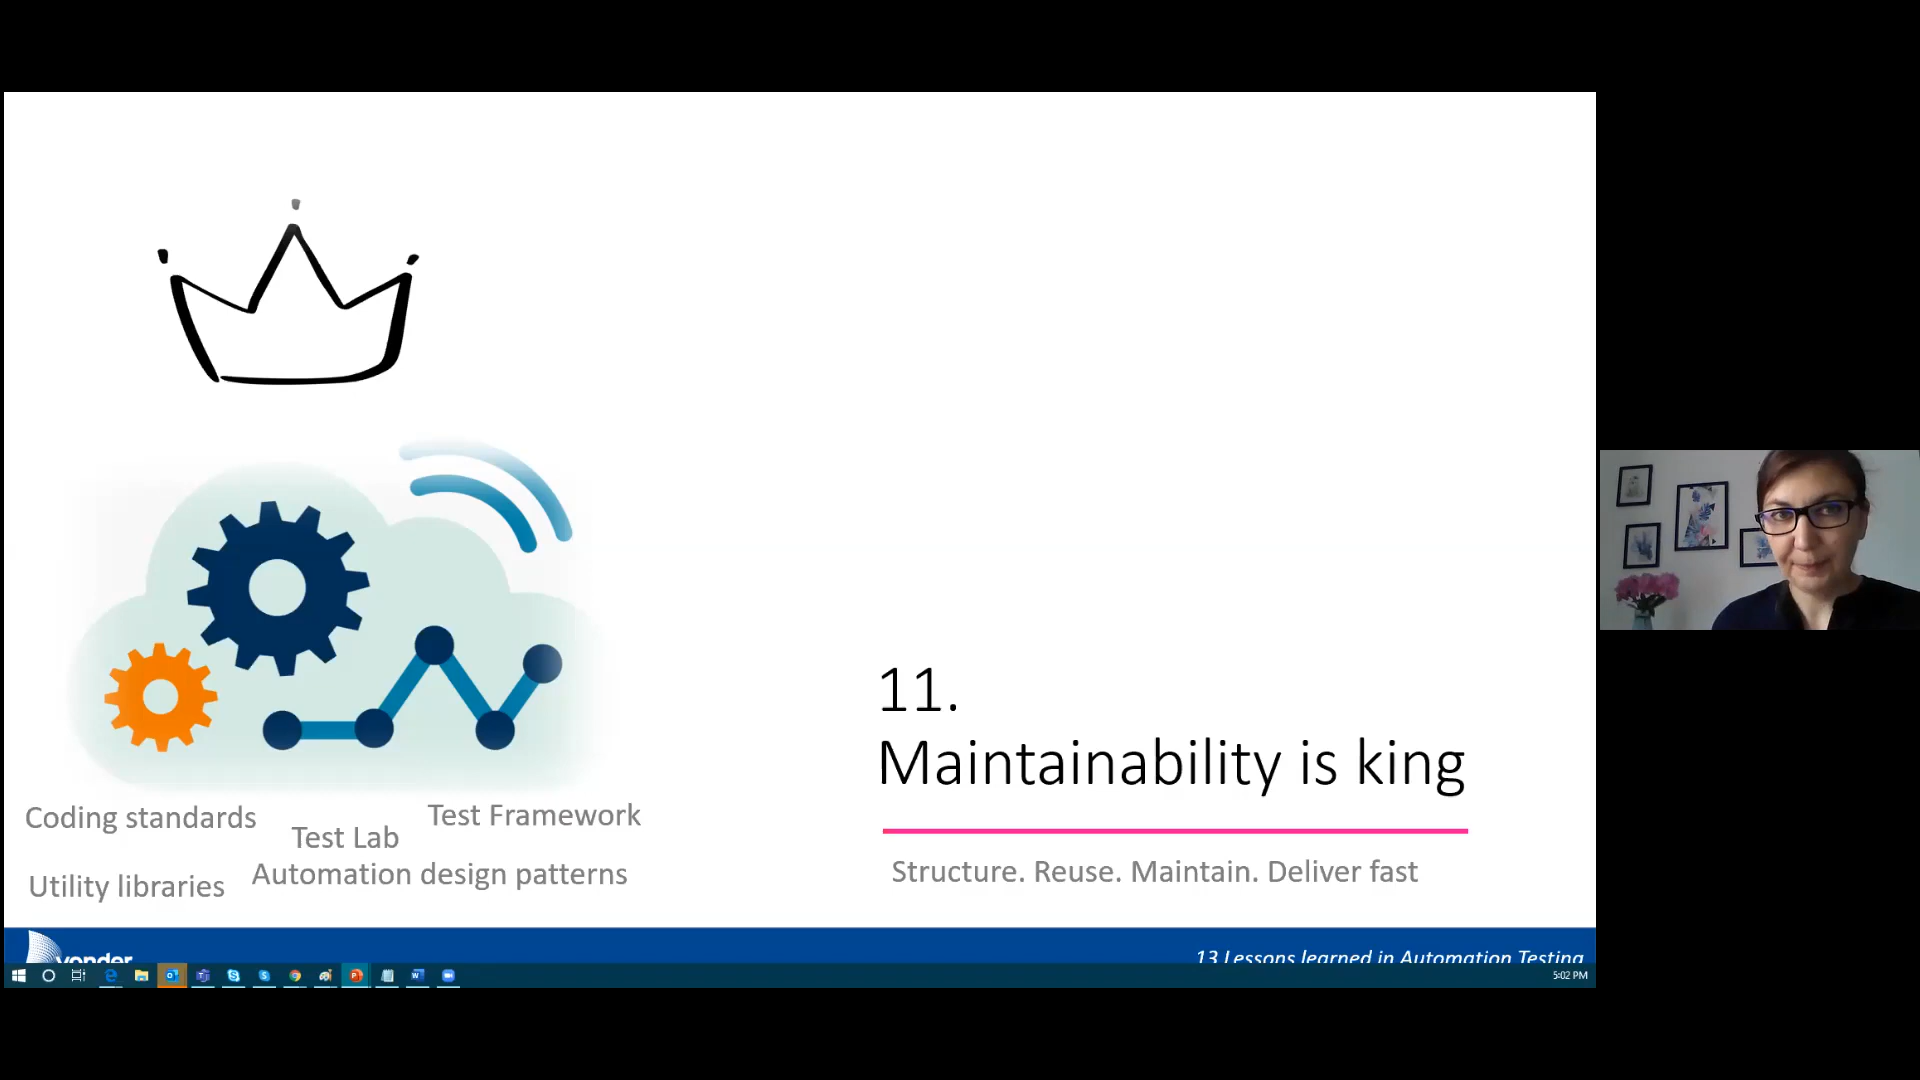 11.
Maintainability is king
Structure. Reuse. Maintain. Deliver fast
Coding standards
Test Framework
Test Lab
Automation design patterns
Utility libraries
yonder
13 Lessons learned in Automation Testing
5:02 PM